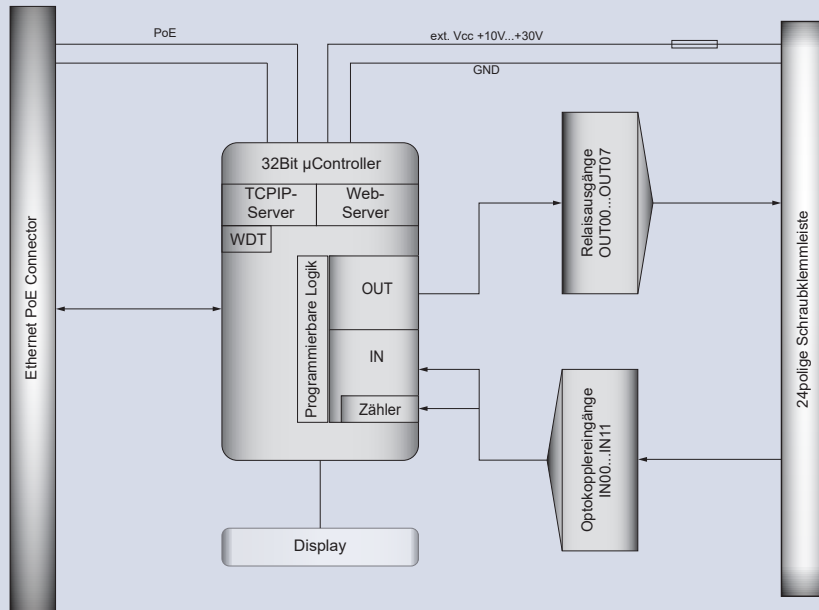 PoE
ext. Vcc +10V...+30V
GND
Ethernet PoE Connector
32Bit µController
TCPIP-
Server
Web-
Server
WDT
Programmierbare Logik
OUT
IN
Zähler
Display
Relaisausgänge
OUT00...OUT07
Optokopplereingänge
IN00...IN11
24polige Schraubklemmleiste